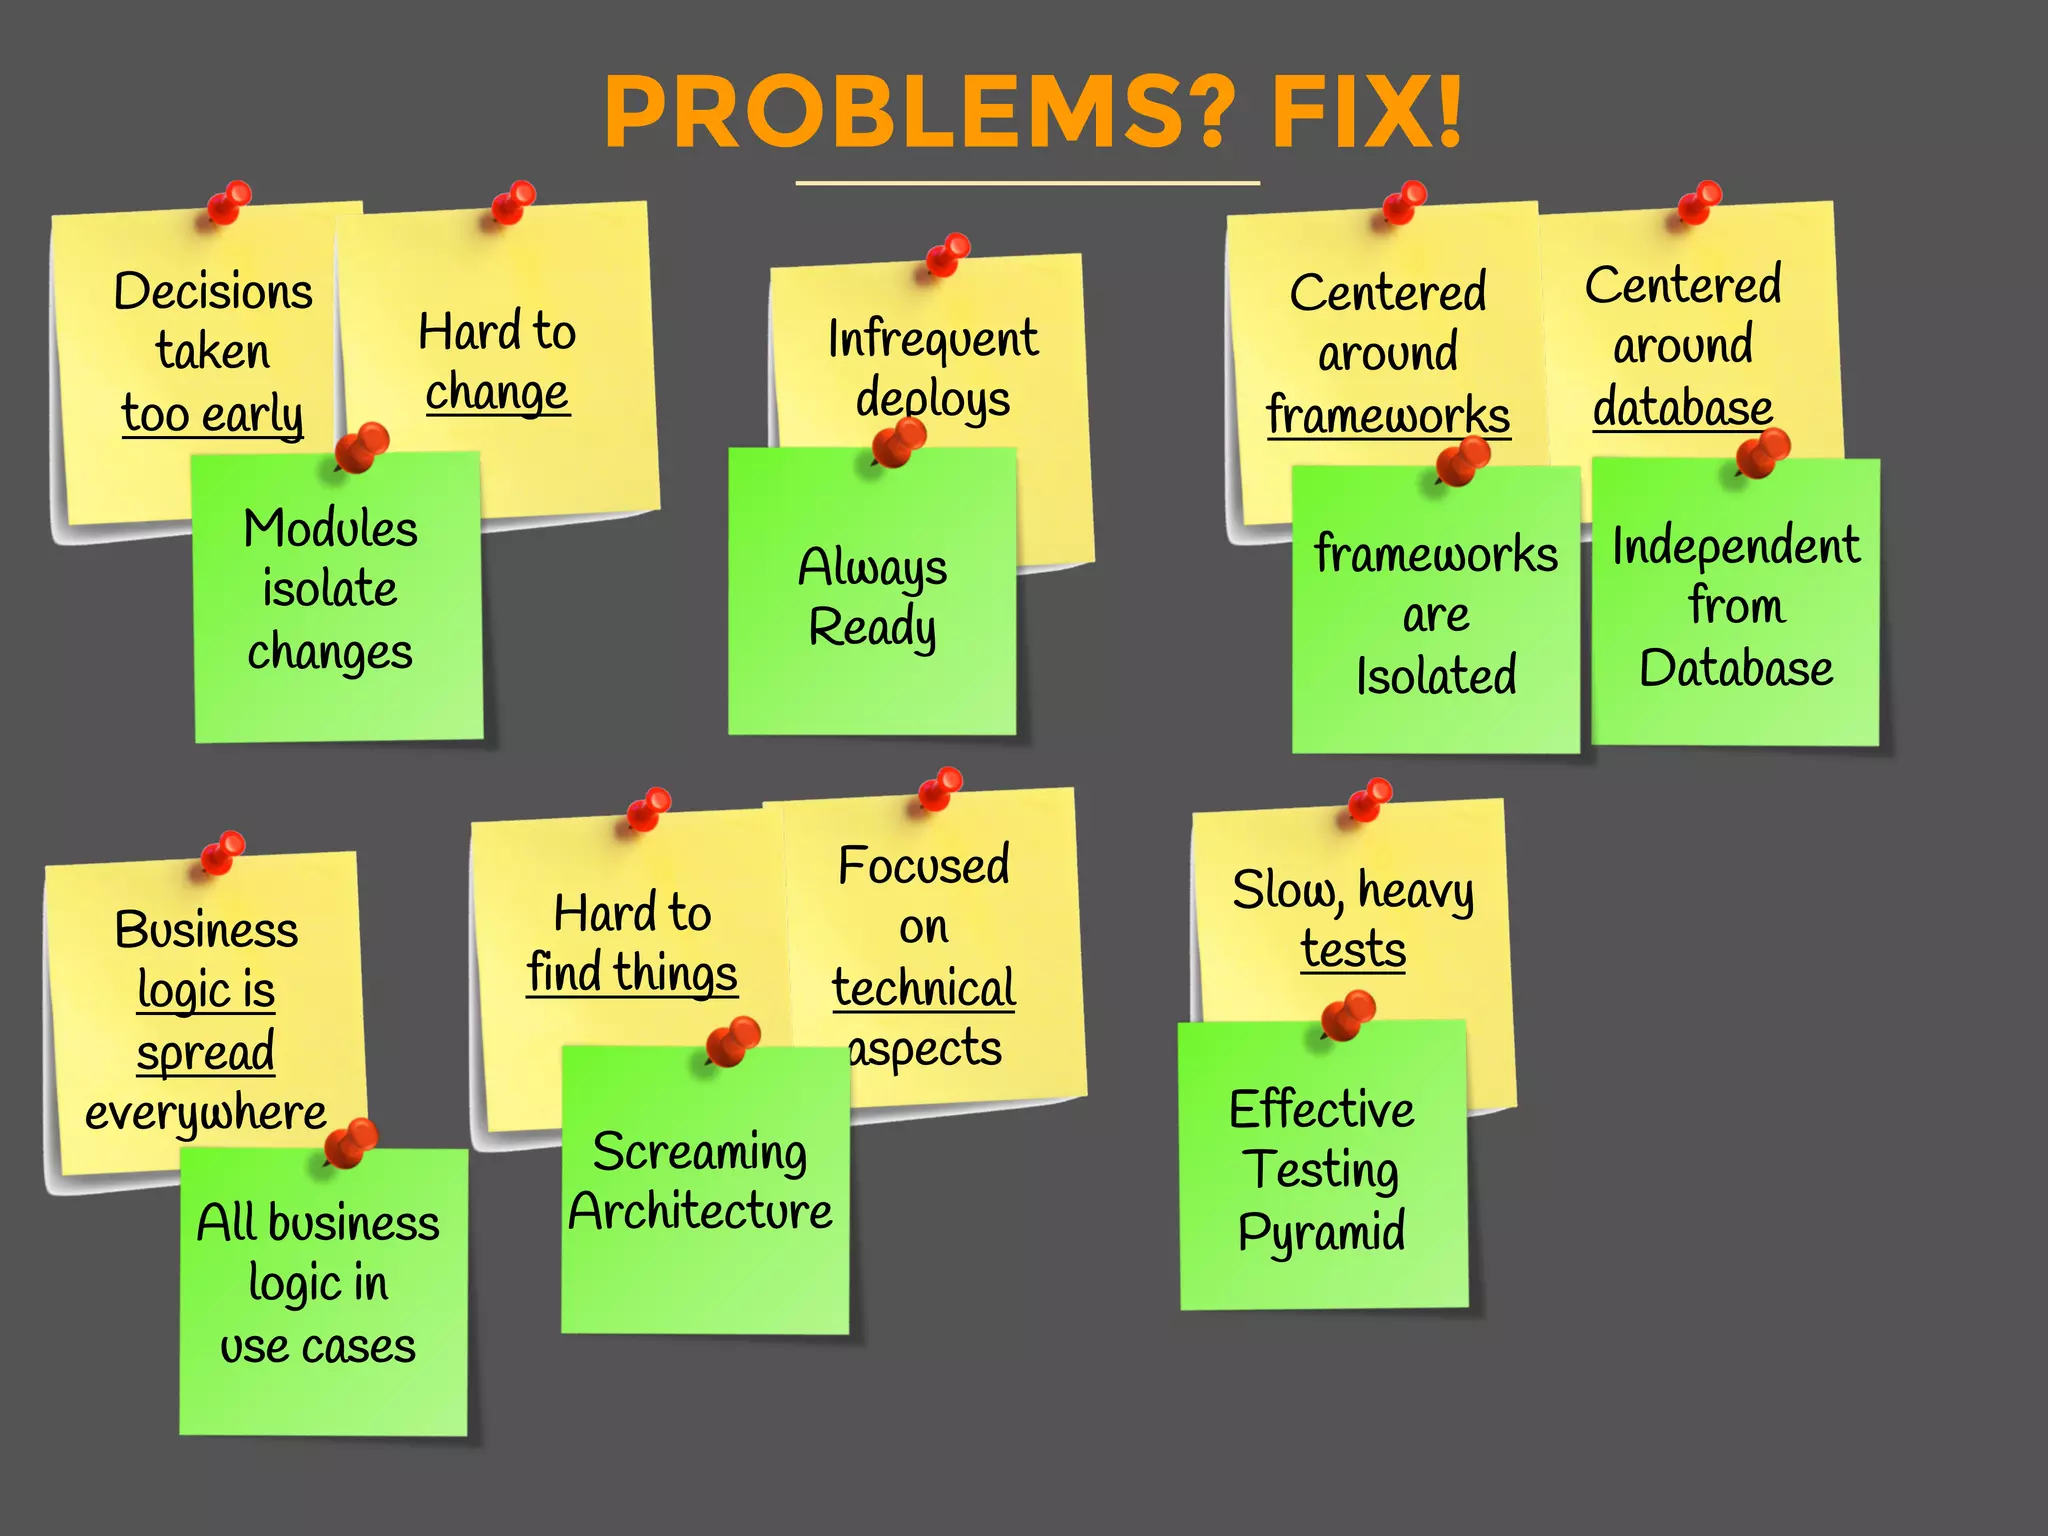 PROBLEMS? FIX!
Decisions
taken
too early
Hard to
change
Modules
isolate
changes
Infrequent
deploys
Always
Ready
Centered
around
frameworks
Centered
around
database
frameworks
are
Isolated
Independent
from
Database
Business
logic is
spread
everywhere
All business
logic in
use cases
Hard to
find things
Focused
on
technical
aspects
Screaming
Architecture
Slow, heavy
tests
Effective
Testing
Pyramid